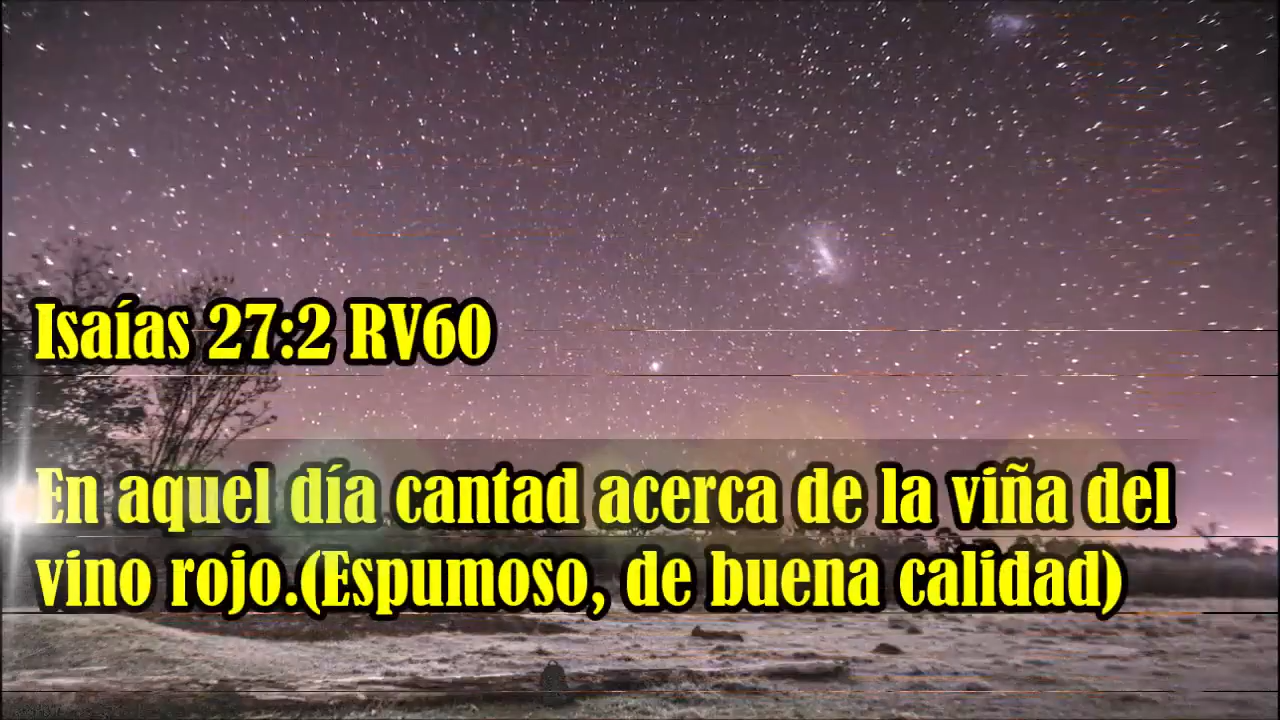 Isaías 27:2 RV60
En aquel día cantad acerca de la viña del
vino rojo.(Espumoso, de buena calidad)